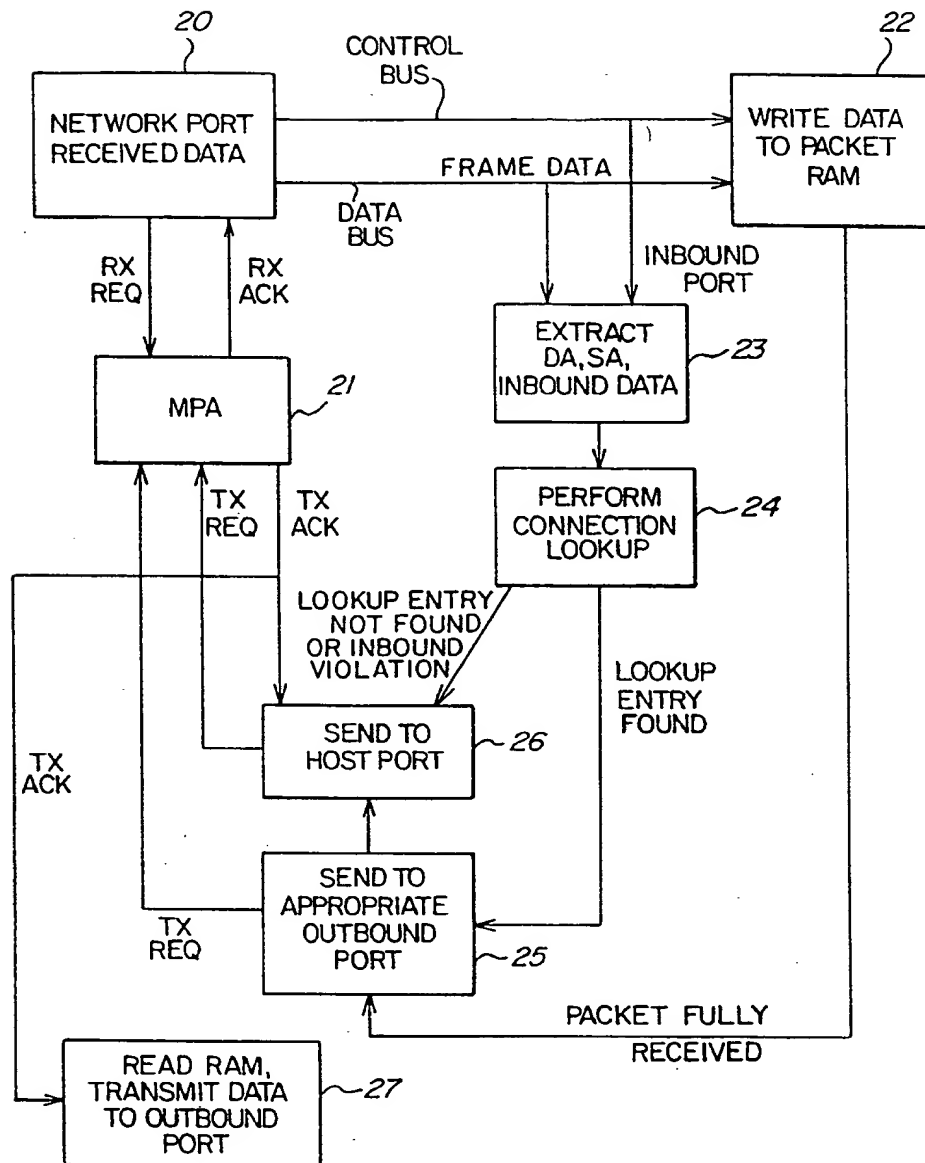 20
CONTROL
BUS
22
NETWORK PORT
RECEIVED DATA
WRITE DATA
TO PACKET
RAM
FRAME DATA
DATA
BUS
RX
REQ
RX
ACK
INBOUND
PORT
EXTRACT
DA, SA,
INBOUND DATA
23
MPA
21
TX
REQ
TX
ACK
PERFORM
CONNECTION
LOOKUP
24
LOOKUP ENTRY
NOT FOUND
OR INBOUND
VIOLATION
LOOKUP
ENTRY
FOUND
SEND TO
HOST PORT
26
TX
ACK
SEND TO
APPROPRIATE
OUTBOUND
PORT
25
TX
REQ
PACKET FULLY
RECEIVED
READ RAM,
TRANSMIT DATA
TO OUTBOUND
PORT
27